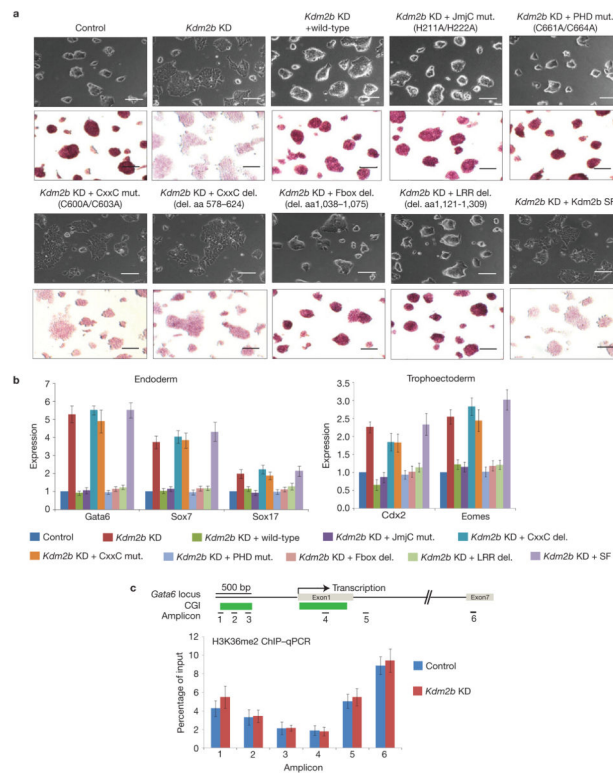 a
Control
Kdm2b KD
Kdm2b KD
+wild-type
Kdm2b KD + JmjC mut.
(H211A/H222A)
Kdm2b KD + PHD mut.
(C661A/C664A)
Kdm2b KD + CxxC mut.
(C600A/C603A)
Kdm2b KD + CxxC del.
(del. aa 578–624)
Kdm2b KD + Fbox del.
(del. aa1,038–1,075)
Kdm2b KD + LRR del.
(del. aa1,121-1,309)
Kdm2b KD + Kdm2b SF
b
Endoderm
Expression
7
6
5
4
3
2
1
0
Gata6
Sox7
Sox17
Trophoectoderm
Expression
3.5
3.0
2.5
2.0
1.5
1.0
0.5
0
Cdx2
Eomes
Control
Kdm2b KD
Kdm2b KD + wild-type
Kdm2b KD + JmjC mut.
Kdm2b KD + CxxC del.
Kdm2b KD + CxxC mut.
Kdm2b KD + PHD mut.
Kdm2b KD + Fbox del.
Kdm2b KD + LRR del.
Kdm2b KD + SF
c
500 bp
Transcription
Gata6 locus
Exon1
Exon7
CGI
Amplicon
1 2 3 4 5 6
H3K36me2 ChIP–qPCR
Percentage of input
12
10
8
6
4
2
0
Control
Kdm2b KD
1 2 3 4 5 6
Amplicon